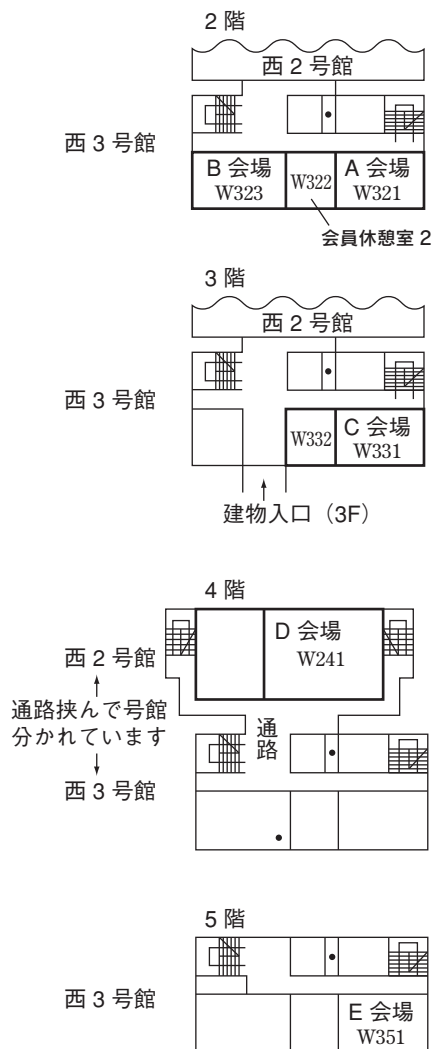 2 階
西 2 号館
西 3 号館
B 会場
W323
W322
A 会場
W321
会員休憩室 2
3 階
西 2 号館
西 3 号館
W332
C 会場
W331
建物入口（3F）
4 階
D 会場
W241
西 2 号館
通路挟んで号館
分かれています
通路
西 3 号館
5 階
西 3 号館
E 会場
W351